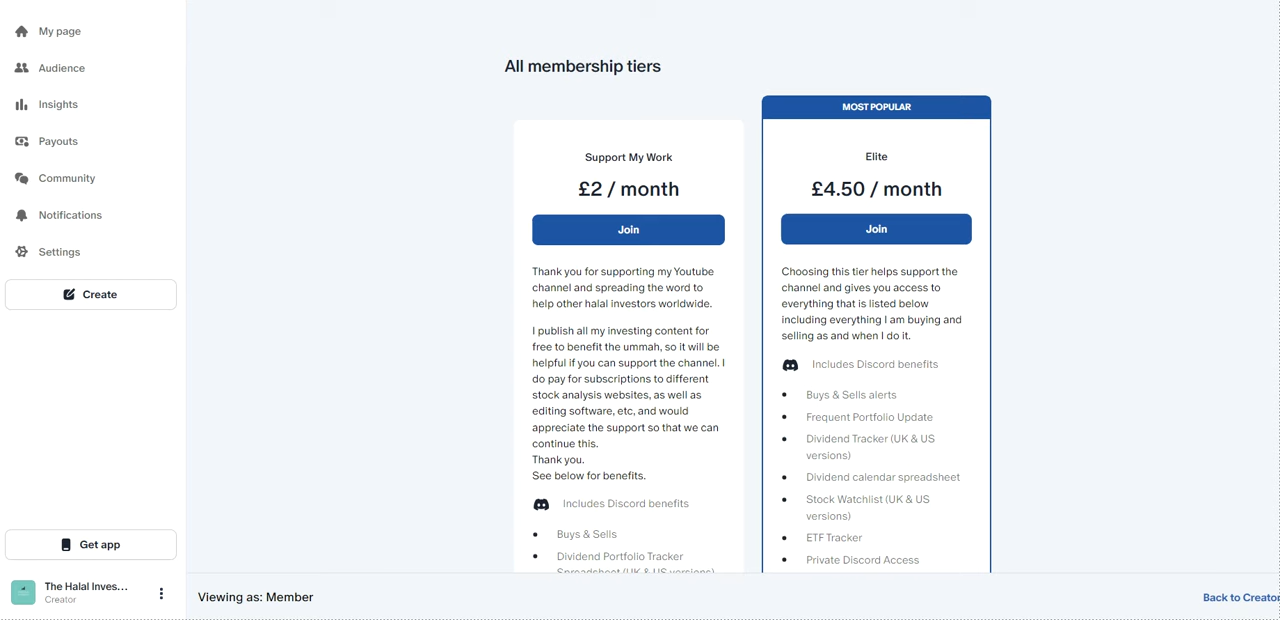 My page
Audience
Insights
Payouts
Community
Notifications
Settings
Create
Get app
The Halal Inves...
Creator
All membership tiers
Support My Work
£2 / month
Join
Thank you for supporting my Youtube
channel and spreading the word to
help other halal investors worldwide.
I publish all my investing content for
free to benefit the ummah, so it will be
helpful if you can support the channel. I
do pay for subscriptions to different
stock analysis websites, as well as
editing software, etc, and would
appreciate the support so that we can
continue this.
Thank you.
See below for benefits.
Includes Discord benefits
Buys & Sells
Dividend Portfolio Tracker
Spreadsheet (UK & US versions)
MOST POPULAR
Elite
£4.50 / month
Join
Choosing this tier helps support the
channel and gives you access to
everything that is listed below
including everything I am buying and
selling as and when I do it.
Includes Discord benefits
Buys & Sells alerts
Frequent Portfolio Update
Dividend Tracker (UK & US
versions)
Dividend calendar spreadsheet
Stock Watchlist (UK & US
versions)
ETF Tracker
Private Discord Access
Viewing as: Member
Back to Creator